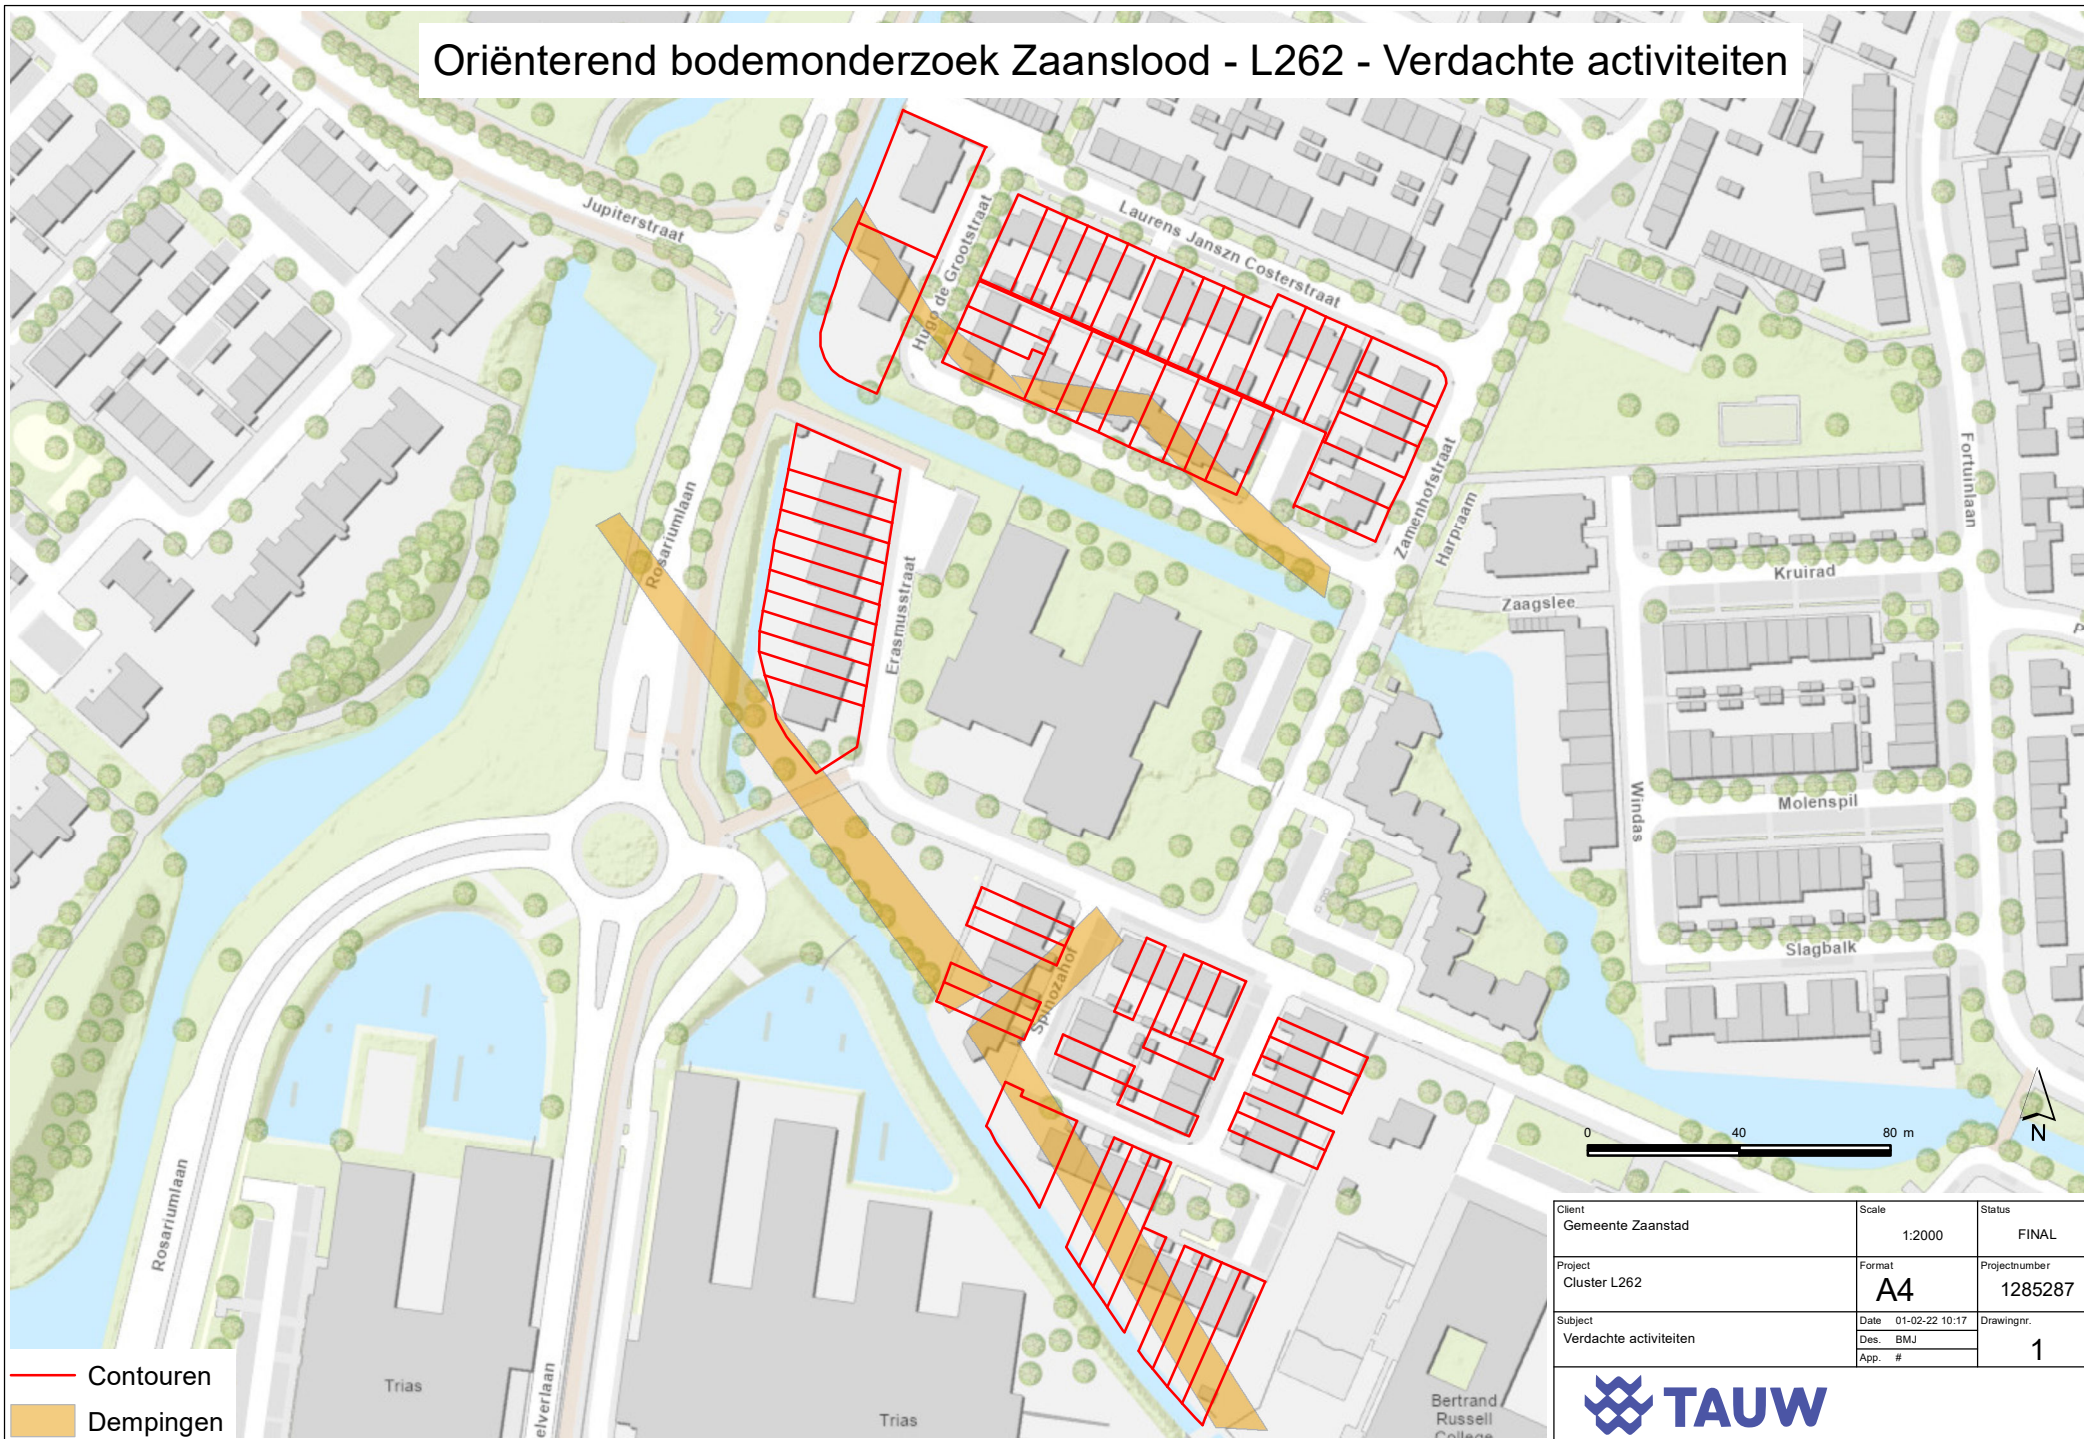 Oriënterend bodemonderzoek Zaanslood - L262 - Verdachte activiteiten
Jupiterstraat
Hugo de Grootstraat
Laurens Janszn Costerstraat
Rosariumlaan
Erasmusstraat
Zamenhofstraat
Harpraam
Fortuinlaan
Kruirad
Zaagslee
Windas
Molenspil
Slagbalk
Spinozahof
Rosariumlaan
elverlaan
Trias
Trias
Bertrand
Russell
College
0 40 80 m
N
Contouren
Dempingen
Client
Gemeente Zaanstad
Scale
1:2000
Status
FINAL
Project
Cluster L262
Format
A4
Projectnumber
1285287
Subject
Verdachte activiteiten
Date 01-02-22 10:17
Des. BMJ
App. #
Drawingnr.
1
TAUW